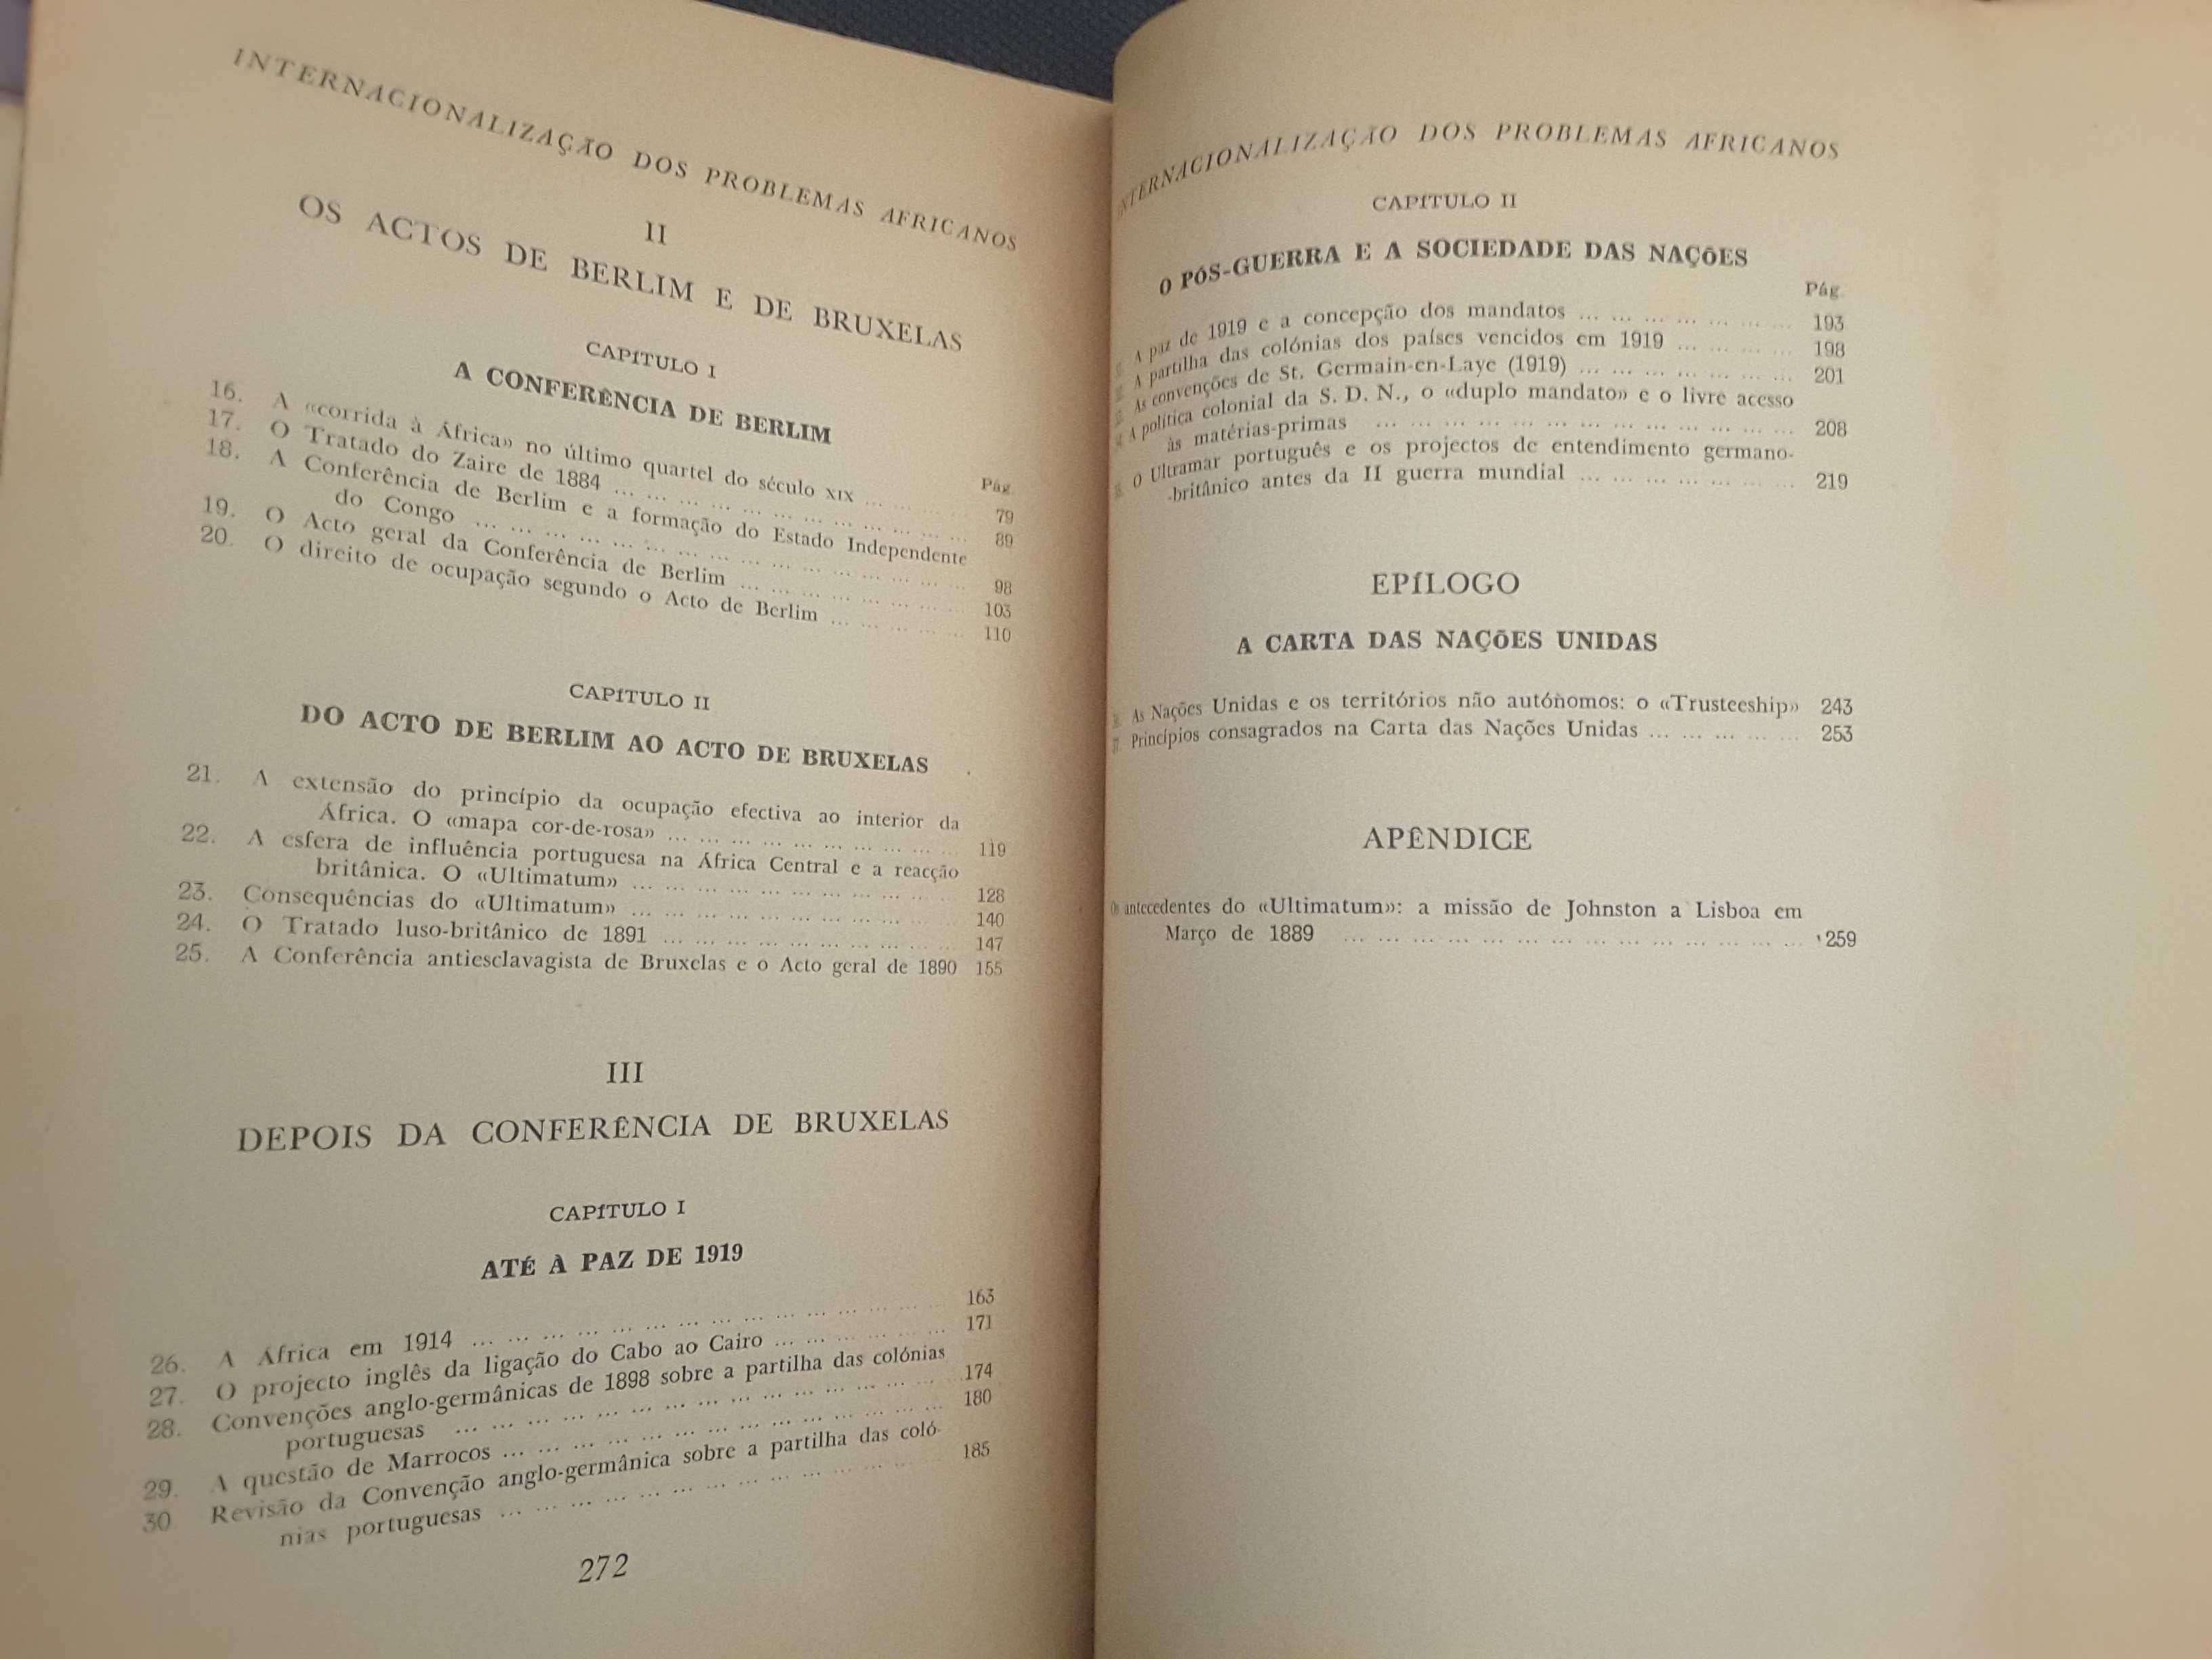 INTERNACIONALIZAÇÃO DOS PROBLEMAS AFRICANOS
II
OS ACTOS DE BERLIM E DE BRUXELAS
CAPÍTULO I
A CONFERÊNCIA DE BERLIM
Pág.
16. A «corrida à África» no último quartel do século XIX ... ... ... ... 79
17. O Tratado do Zaire de 1884 ... ... ... ... ... ... ... ... ... ... ... 89
18. A Conferência de Berlim e a formação do Estado Independente
do Congo ... ... ... ... ... ... ... ... ... ... ... ... ... ... ... 98
19. O Acto geral da Conferência de Berlim ... ... ... ... ... ... ... 103
20. O direito de ocupação segundo o Acto de Berlim ... ... ... ... ... 110
CAPÍTULO II
DO ACTO DE BERLIM AO ACTO DE BRUXELAS
21. A extensão do princípio da ocupação efectiva ao interior da
África. O «mapa cor-de-rosa» ... ... ... ... ... ... ... ... ... 119
22. A esfera de influência portuguesa na África Central e a reacção
britânica. O «Ultimatum» ... ... ... ... ... ... ... ... ... ... 128
23. Consequências do «Ultimatum» ... ... ... ... ... ... ... ... ... ... 140
24. O Tratado luso-britânico de 1891 ... ... ... ... ... ... ... ... ... 147
25. A Conferência antiesclavagista de Bruxelas e o Acto geral de 1890 155
III
DEPOIS DA CONFERÊNCIA DE BRUXELAS
CAPÍTULO I
ATÉ À PAZ DE 1919
26. A África em 1914 ... ... ... ... ... ... ... ... ... ... ... ... ... ... 163
27. O projecto inglês da ligação do Cabo ao Cairo ... ... ... ... ... ... 171
28. Convenções anglo-germânicas de 1898 sobre a partilha das colónias
portuguesas ... ... ... ... ... ... ... ... ... ... ... ... ... ... 174
29. A questão de Marrocos ... ... ... ... ... ... ... ... ... ... ... ... ... 180
30 Revisão da Convenção anglo-germânica sobre a partilha das coló-
nias portuguesas ... ... ... ... ... ... ... ... ... ... ... ... ... 185
272
INTERNACIONALIZAÇÃO DOS PROBLEMAS AFRICANOS
CAPÍTULO II
O PÓS-GUERRA E A SOCIEDADE DAS NAÇÕES
Pág.
A paz de 1919 e a concepção dos mandatos ... ... ... ... ... ... ... 193
A partilha das colónias dos países vencidos em 1919 ... ... ... ... 198
As convenções de St. Germain-en-Laye (1919) ... ... ... ... ... ... ... 201
A política colonial da S. D. N., o «duplo mandato» e o livre acesso
às matérias-primas ... ... ... ... ... ... ... ... ... ... ... ... ... 208
O Ultramar português e os projectos de entendimento germano-
-britânico antes da II guerra mundial ... ... ... ... ... ... ... 219
EPÍLOGO
A CARTA DAS NAÇÕES UNIDAS
As Nações Unidas e os territórios não autónomos: o «Trusteeship» 243
Princípios consagrados na Carta das Nações Unidas ... ... ... ... ... 253
APÊNDICE
Os antecedentes do «Ultimatum»: a missão de Johnston a Lisboa em
Março de 1889 ... ... ... ... ... ... ... ... ... ... ... ... ... ... 259